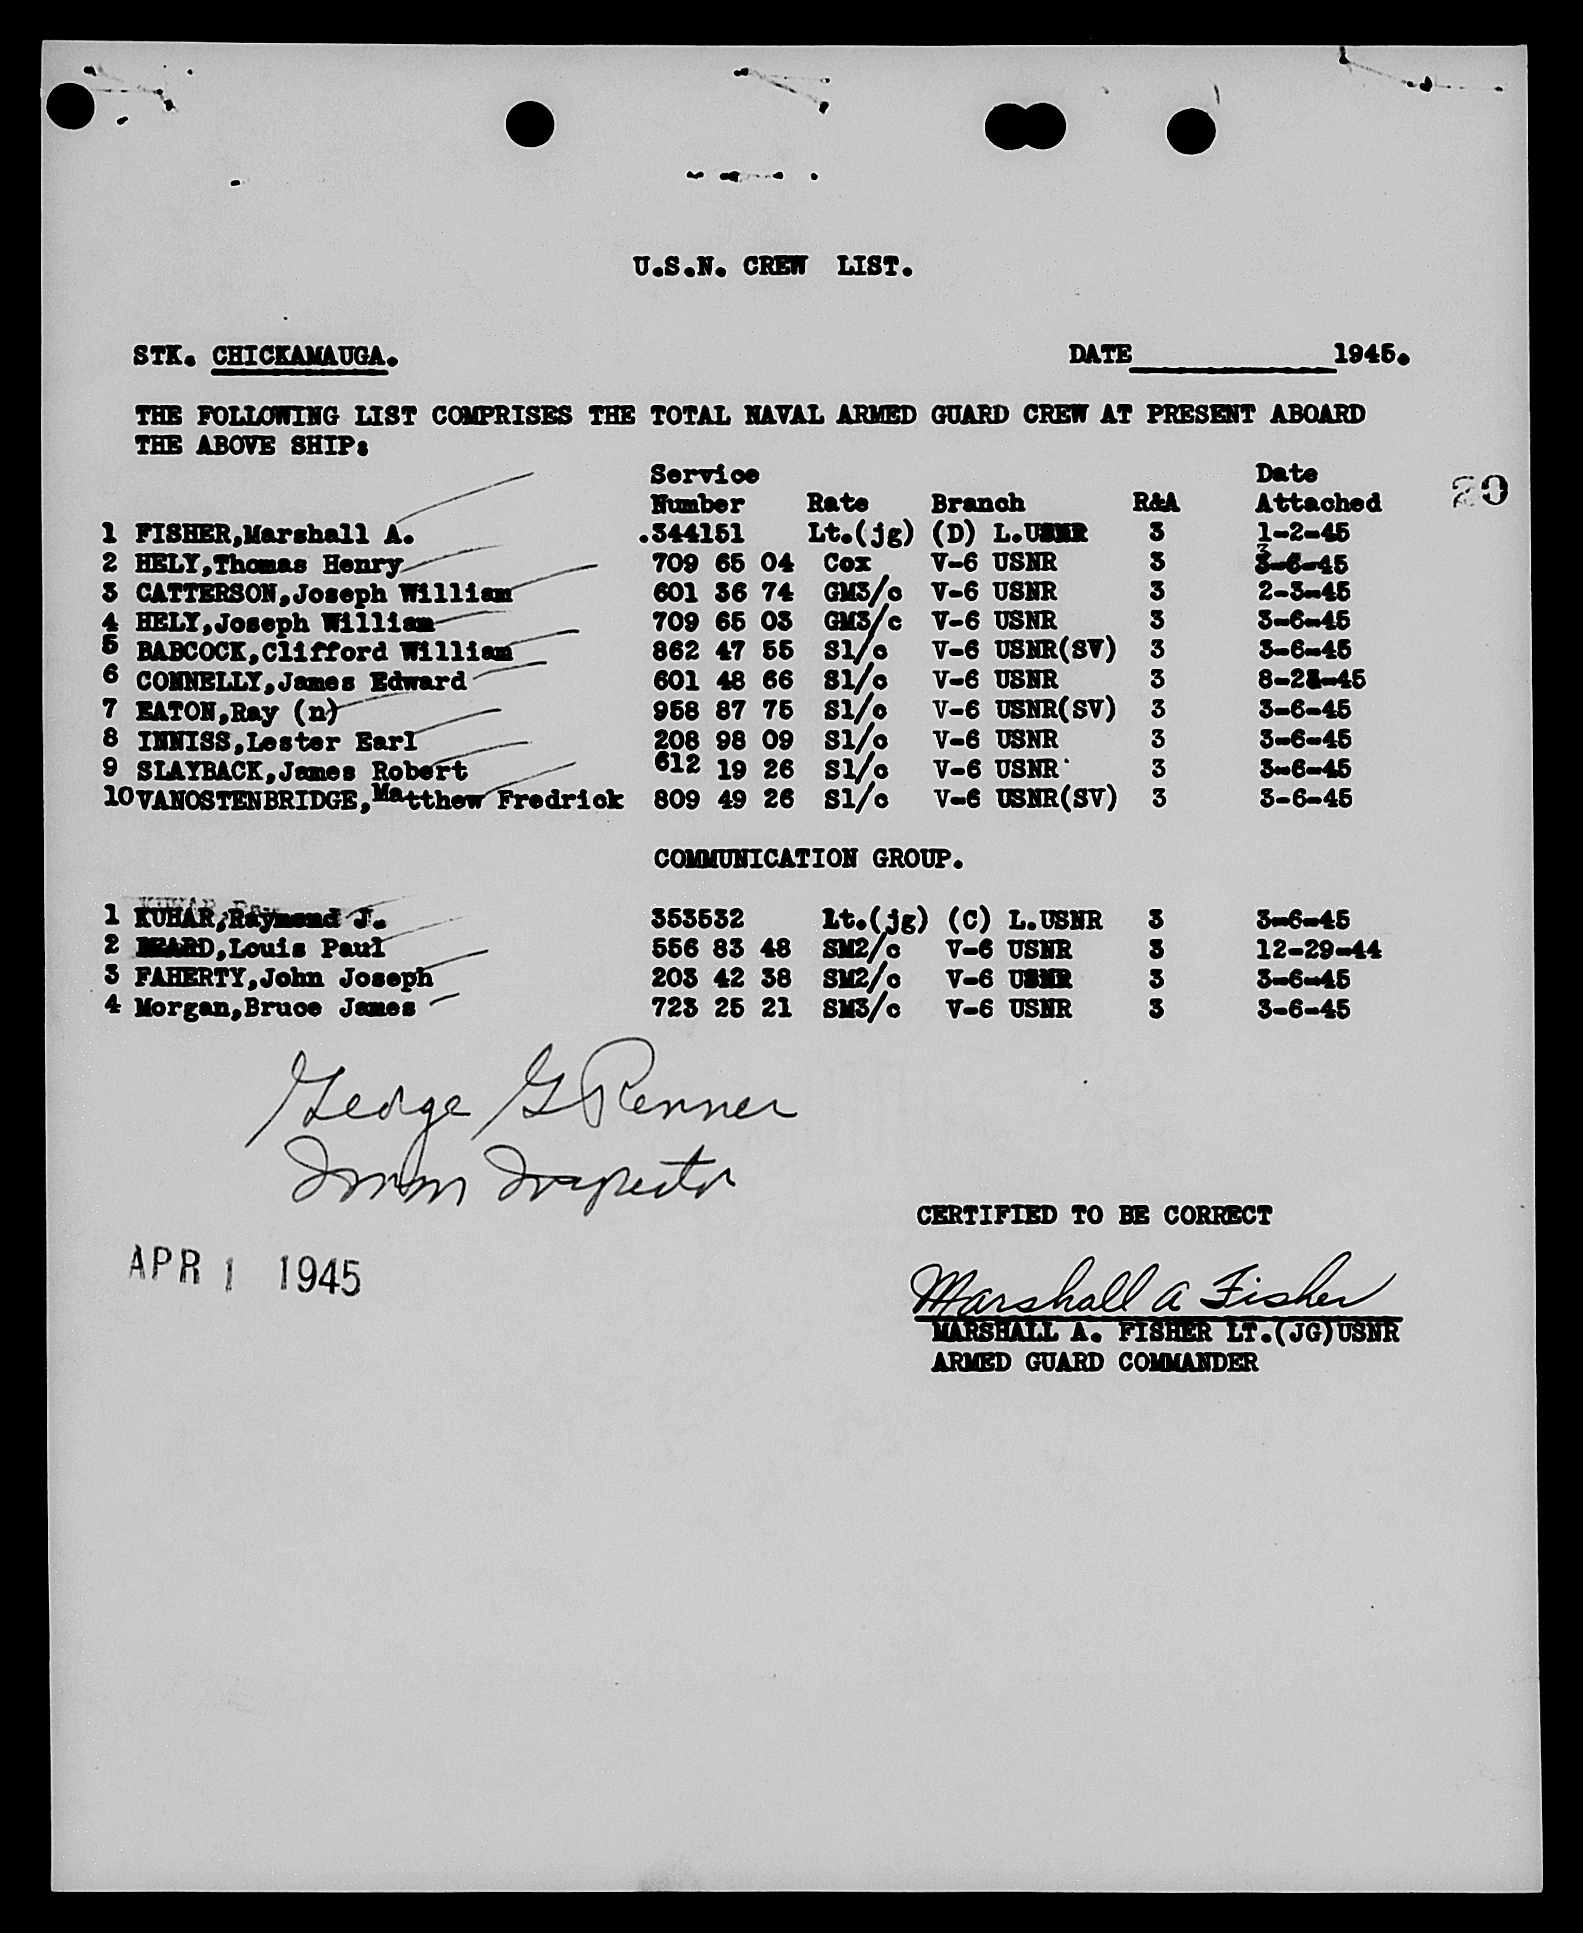 U.S.N. CREW LIST.
STK. CHICKAMAUGA. DATE____________1945.
THE FOLLOWING LIST COMPRISES THE TOTAL NAVAL ARMED GUARD CREW AT PRESENT ABOARD
THE ABOVE SHIP:
Service Date
Number Rate Branch R&A Attached 20
1 FISHER,Marshall A. .344151 Lt.(jg) (D) L.USNR 3 1-2-45
2 HELY,Thomas Henry 709 65 04 Cox V-6 USNR 3 3-6-45
3 CATTERSON,Joseph William 601 36 74 GM3/c V-6 USNR 3 2-3-45
4 HELY,Joseph William 709 65 03 GM3/c V-6 USNR 3 3-6-45
5 BABCOCK,Clifford William 862 47 55 S1/c V-6 USNR(SV) 3 3-6-45
6 CONNELLY,James Edward 601 48 66 S1/c V-6 USNR 3
7 EATON,Ray (n) 958 87 75 S1/c V-6 USNR(SV) 3 3-6-45
8 INNISS,Lester Earl 208 98 09 S1/c V-6 USNR 3 3-6-45
9 SLAYBACK,James Robert 612 19 26 S1/c V-6 USNR 3 3-6-45
10 VANOSTENBRIDGE,Matthew Fredrick 809 49 26 S1/c V-6 USNR(SV) 3 3-6-45
COMMUNICATION GROUP.
1 KUHAR,Raymond J. 353532 Lt.(jg) (C) L.USNR 3 3-6-45
2 BEARD,Louis Paul 556 83 48 SM2/c V-6 USNR 3 12-29-44
3 FAHERTY,John Joseph 203 42 38 SM2/c V-6 USNR 3 3-6-45
4 Morgan,Bruce James 723 25 21 SM3/c V-6 USNR 3 3-6-45
George G Renner
Imm Inspector
CERTIFIED TO BE CORRECT
APR 1 1945
Marshall A Fisher
MARSHALL A. FISHER LT.(JG)USNR
ARMED GUARD COMMANDER